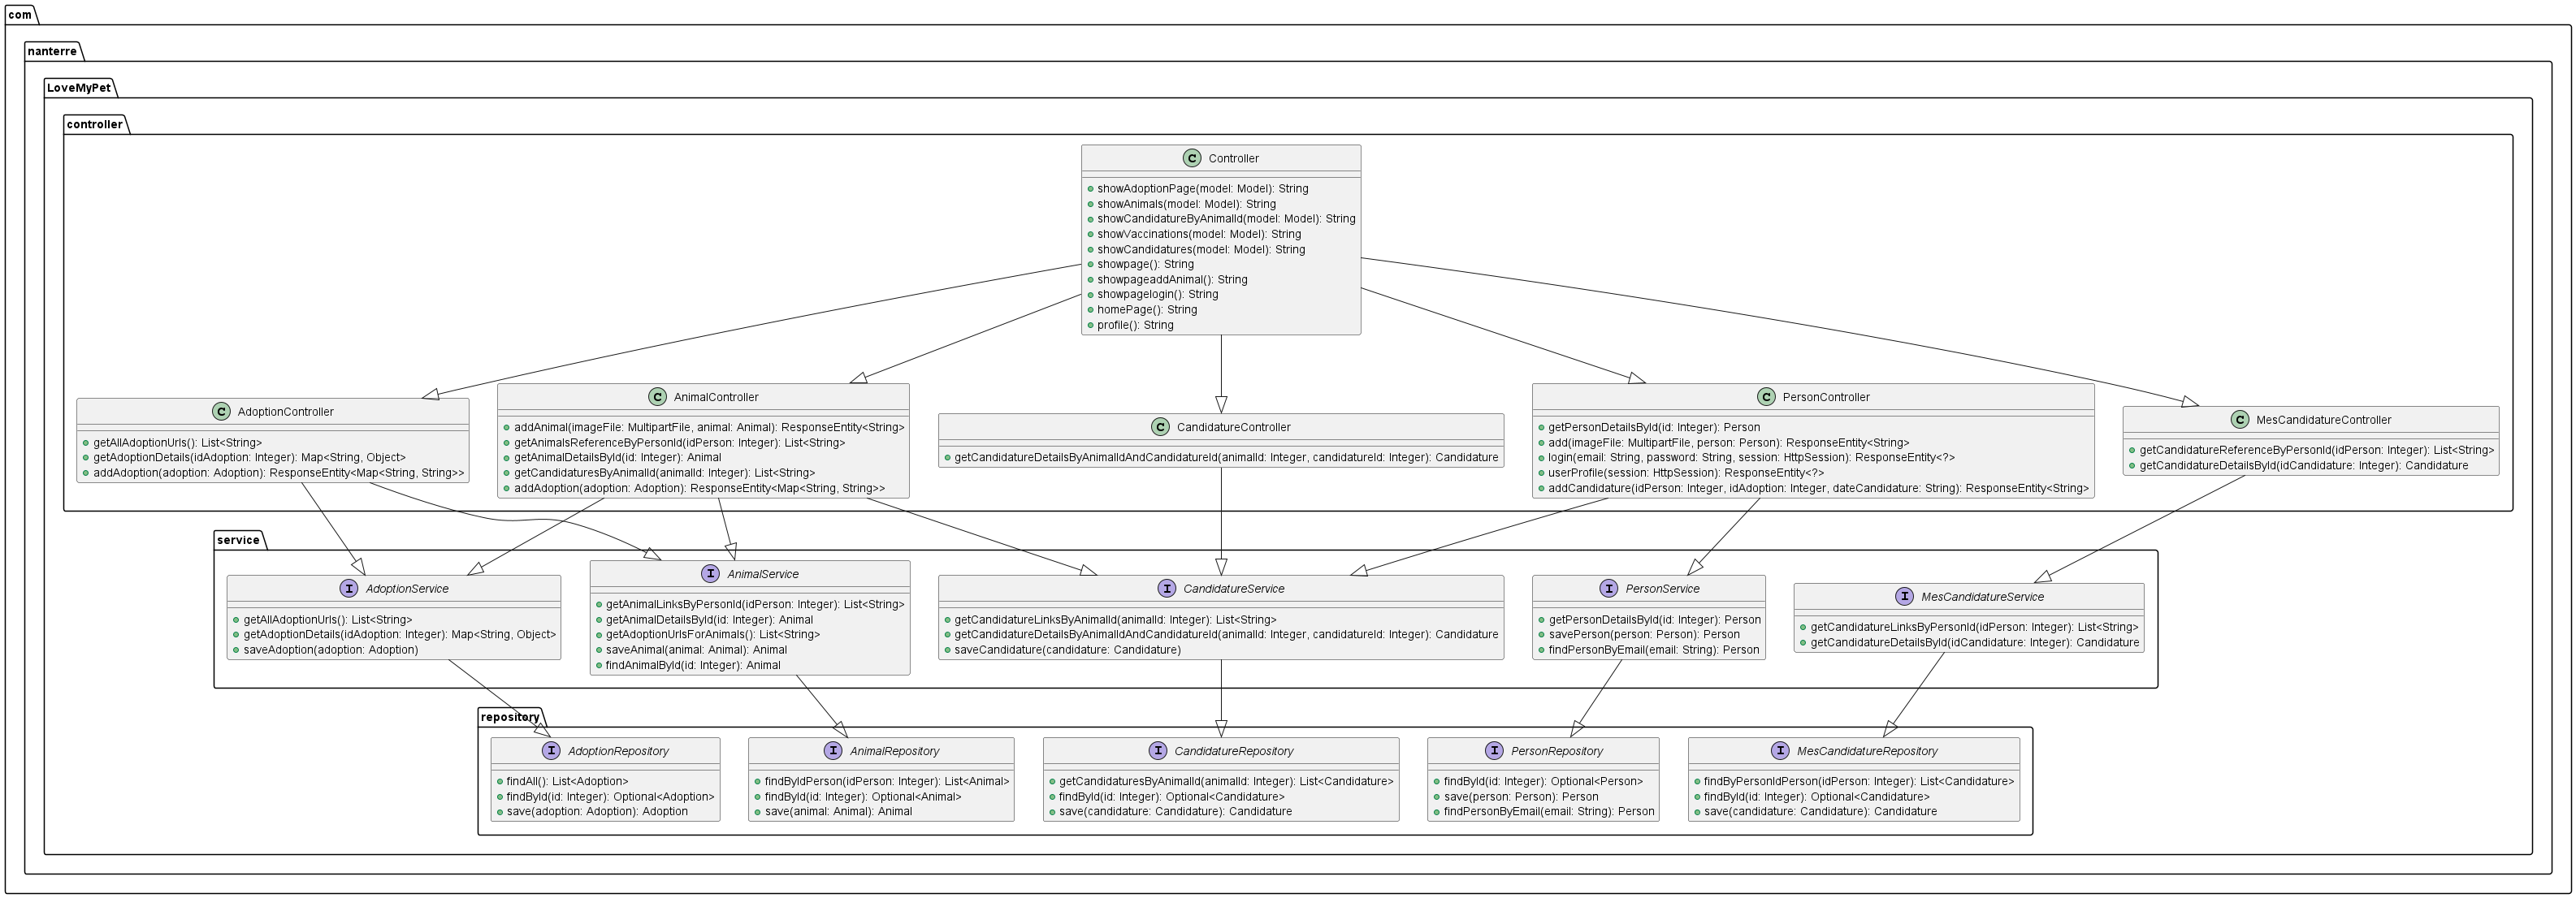 com
nanterre
LoveMyPet
controller
C Controller
showAdoptionPage(model: Model): String
showAnimals(model: Model): String
showCandidatureByAnimalId(model: Model): String
showVaccinations(model: Model): String
showCandidatures(model: Model): String
showpage(): String
showpageaddAnimal(): String
showpagelogin(): String
homePage(): String
profile(): String
C AdoptionController
getAllAdoptionUrls(): List<String>
getAdoptionDetails(idAdoption: Integer): Map<String, Object>
addAdoption(adoption: Adoption): ResponseEntity<Map<String, String>>
C AnimalController
addAnimal(imageFile: MultipartFile, animal: Animal): ResponseEntity<String>
getAnimalsReferenceByPersonId(idPerson: Integer): List<String>
getAnimalDetailsById(id: Integer): Animal
getCandidaturesByAnimalId(animalId: Integer): List<String>
addAdoption(adoption: Adoption): ResponseEntity<Map<String, String>>
C CandidatureController
getCandidatureDetailsByAnimalIdAndCandidatureId(animalId: Integer, candidatureId: Integer): Candidature
C PersonController
getPersonDetailsById(id: Integer): Person
add(imageFile: MultipartFile, person: Person): ResponseEntity<String>
login(email: String, password: String, session: HttpSession): ResponseEntity<?>
userProfile(session: HttpSession): ResponseEntity<?>
addCandidature(idPerson: Integer, idAdoption: Integer, dateCandidature: String): ResponseEntity<String>
C MesCandidatureController
getCandidatureReferenceByPersonId(idPerson: Integer): List<String>
getCandidatureDetailsById(idCandidature: Integer): Candidature
service
I AdoptionService
getAllAdoptionUrls(): List<String>
getAdoptionDetails(idAdoption: Integer): Map<String, Object>
saveAdoption(adoption: Adoption)
I AnimalService
getAnimalLinksByPersonId(idPerson: Integer): List<String>
getAnimalDetailsById(id: Integer): Animal
getAdoptionUrlsForAnimals(): List<String>
saveAnimal(animal: Animal): Animal
findAnimalById(id: Integer): Animal
I CandidatureService
getCandidatureLinksByAnimalId(animalId: Integer): List<String>
getCandidatureDetailsByAnimalIdAndCandidatureId(animalId: Integer, candidatureId: Integer): Candidature
saveCandidature(candidature: Candidature)
I PersonService
getPersonDetailsById(id: Integer): Person
savePerson(person: Person): Person
findPersonByEmail(email: String): Person
I MesCandidatureService
getCandidatureLinksByPersonId(idPerson: Integer): List<String>
getCandidatureDetailsById(idCandidature: Integer): Candidature
repository
I AdoptionRepository
findAll(): List<Adoption>
findById(id: Integer): Optional<Adoption>
save(adoption: Adoption): Adoption
I AnimalRepository
findByIdPerson(idPerson: Integer): List<Animal>
findById(id: Integer): Optional<Animal>
save(animal: Animal): Animal
I CandidatureRepository
getCandidaturesByAnimalId(animalId: Integer): List<Candidature>
findById(id: Integer): Optional<Candidature>
save(candidature: Candidature): Candidature
I PersonRepository
findById(id: Integer): Optional<Person>
save(person: Person): Person
findPersonByEmail(email: String): Person
I MesCandidatureRepository
findByPersonIdPerson(idPerson: Integer): List<Candidature>
findById(id: Integer): Optional<Candidature>
save(candidature: Candidature): Candidature